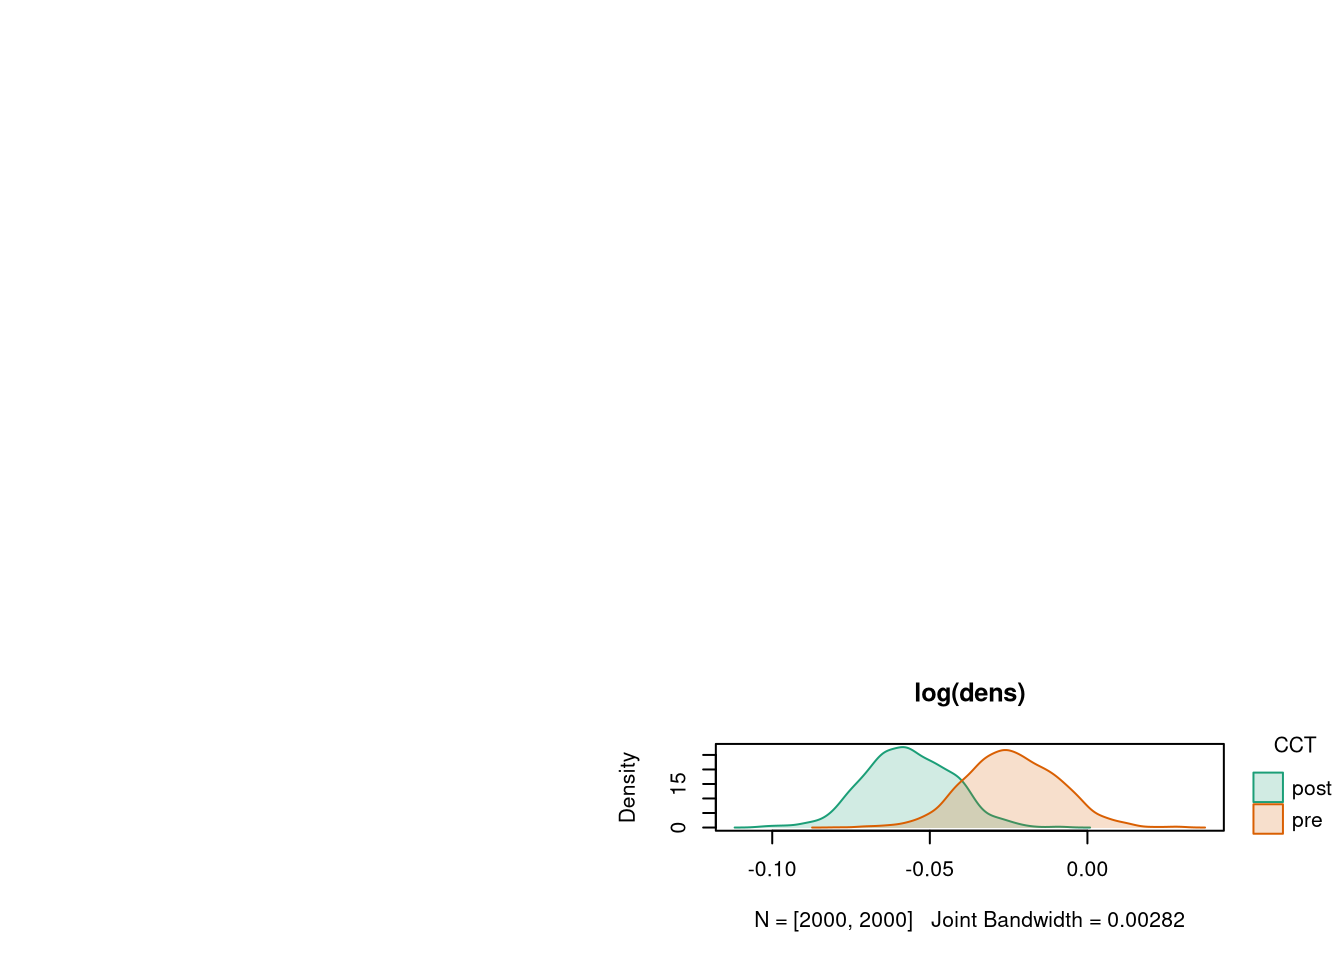 log(dens)
Density
15
0
-0.10
-0.05
0.00
N = [2000, 2000]   Joint Bandwidth = 0.00282
CCT
post
pre